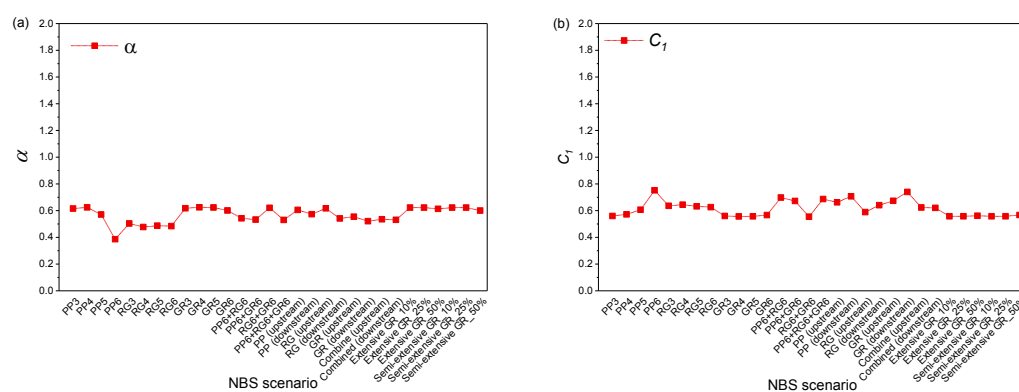 (a)
2.0
1.8
1.6
1.4
1.2
1.0
0.8
0.6
0.4
0.2
0.0
α
α
PP3
PP4
PP5
PP6
RG3
RG4
RG5
RG6
GR3
GR4
GR5
GR6
PP6+RG6
PP6+GR6
RG6+GR6
PP6+RG6+GR6
PP (upstream)
PP (downstream)
RG (upstream)
RG (downstream)
GR (upstream)
GR (downstream)
Combine (upstream)
Combined (downstream)
Extensive GR_10%
Extensive GR_25%
Extensive GR_50%
Semi-extensive GR_10%
Semi-extensive GR_25%
Semi-extensive GR_50%
NBS scenario
(b)
2.0
1.8
1.6
1.4
1.2
1.0
0.8
0.6
0.4
0.2
0.0
C1
C1
PP3
PP4
PP5
PP6
RG3
RG4
RG5
RG6
GR3
GR4
GR5
GR6
PP6+RG6
PP6+GR6
RG6+GR6
PP6+RG6+GR6
PP (upstream)
PP (downstream)
RG (upstream)
RG (downstream)
GR (upstream)
GR (downstream)
Combine (upstream)
Combined (downstream)
Extensive GR_10%
Extensive GR_25%
Extensive GR_50%
Semi-extensive GR_10%
Semi-extensive GR_25%
Semi-extensive GR_50%
NBS scenario